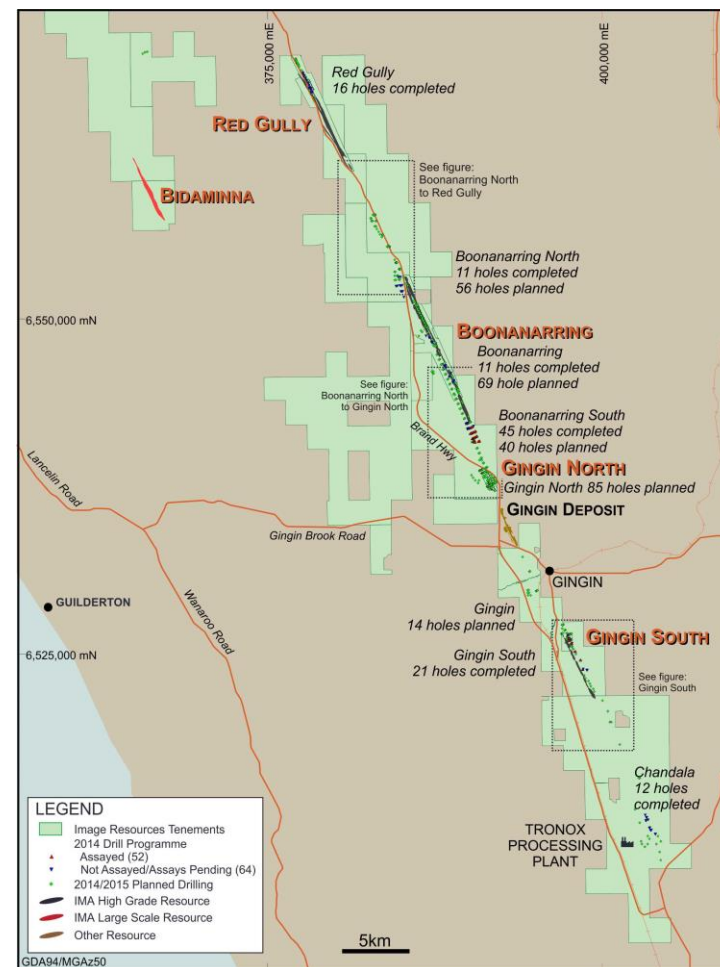 375,000 mE
400,000 mE
Red Gully
16 holes completed
RED GULLY
See figure:
Boonanarring North
to Red Gully
BIDAMINNA
Boonanarring North
11 holes completed
56 holes planned
6,550,000 mN
BOONANARRING
Boonanarring
11 holes completed
69 hole planned
See figure:
Boonanarring North
to Gingin North
Brand Hwy
Boonanarring South
45 holes completed
40 holes planned
GINGIN NORTH
Gingin North 85 holes planned
GINGIN DEPOSIT
Lancelin Road
Gingin Brook Road
GINGIN
GUILDERTON
Wanaroo Road
Gingin
14 holes planned
GINGIN SOUTH
6,525,000 mN
Gingin South
21 holes completed
See figure:
Gingin South
Chandala
12 holes
completed
TRONOX
PROCESSING
PLANT
LEGEND
Image Resources Tenements
2014 Drill Programme
Assayed (52)
Not Assayed/Assays Pending (64)
2014/2015 Planned Drilling
IMA High Grade Resource
IMA Large Scale Resource
Other Resource
5km
GDA94/MGAz50